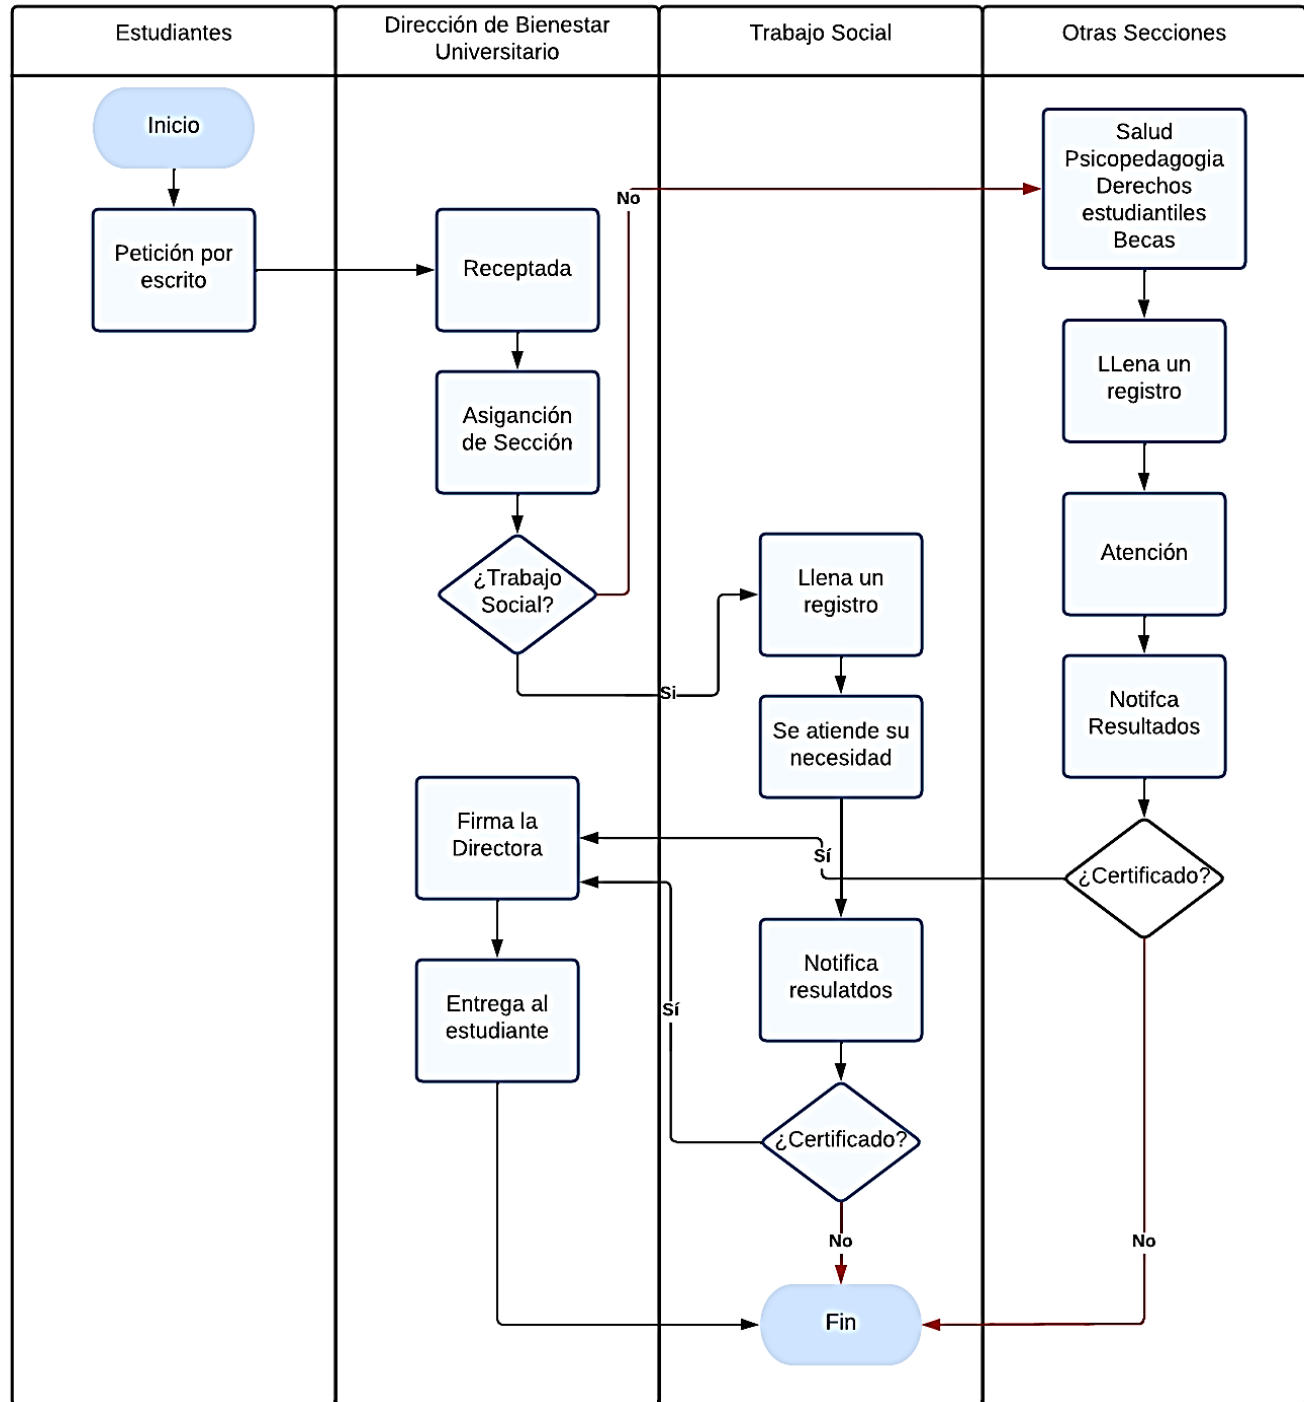 Estudiantes
Dirección de Bienestar
Universitario
Trabajo Social
Otras Secciones
Inicio
Petición por
escrito
Receptada
Asigancción
de Sección
¿Trabajo
Social?
No
Si
Salud
Psicopedagogia
Derechos
estudiantiles
Becas
LLena un
registro
Atención
Notifca
Resultados
¿Certificado?
Llena un
registro
Se atiende su
necesidad
Sí
Notifica
resulatdos
¿Certificado?
Sí
Firma la
Directora
Entrega al
estudiante
No
No
Fin